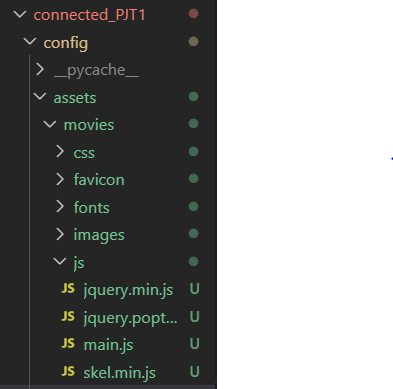 connected_PJT1
config
__pycache__
assets
movies
css
favicon
fonts
images
js
JS jquery.min.js U
JS jquery.popt... U
JS main.js U
JS skel.min.js U